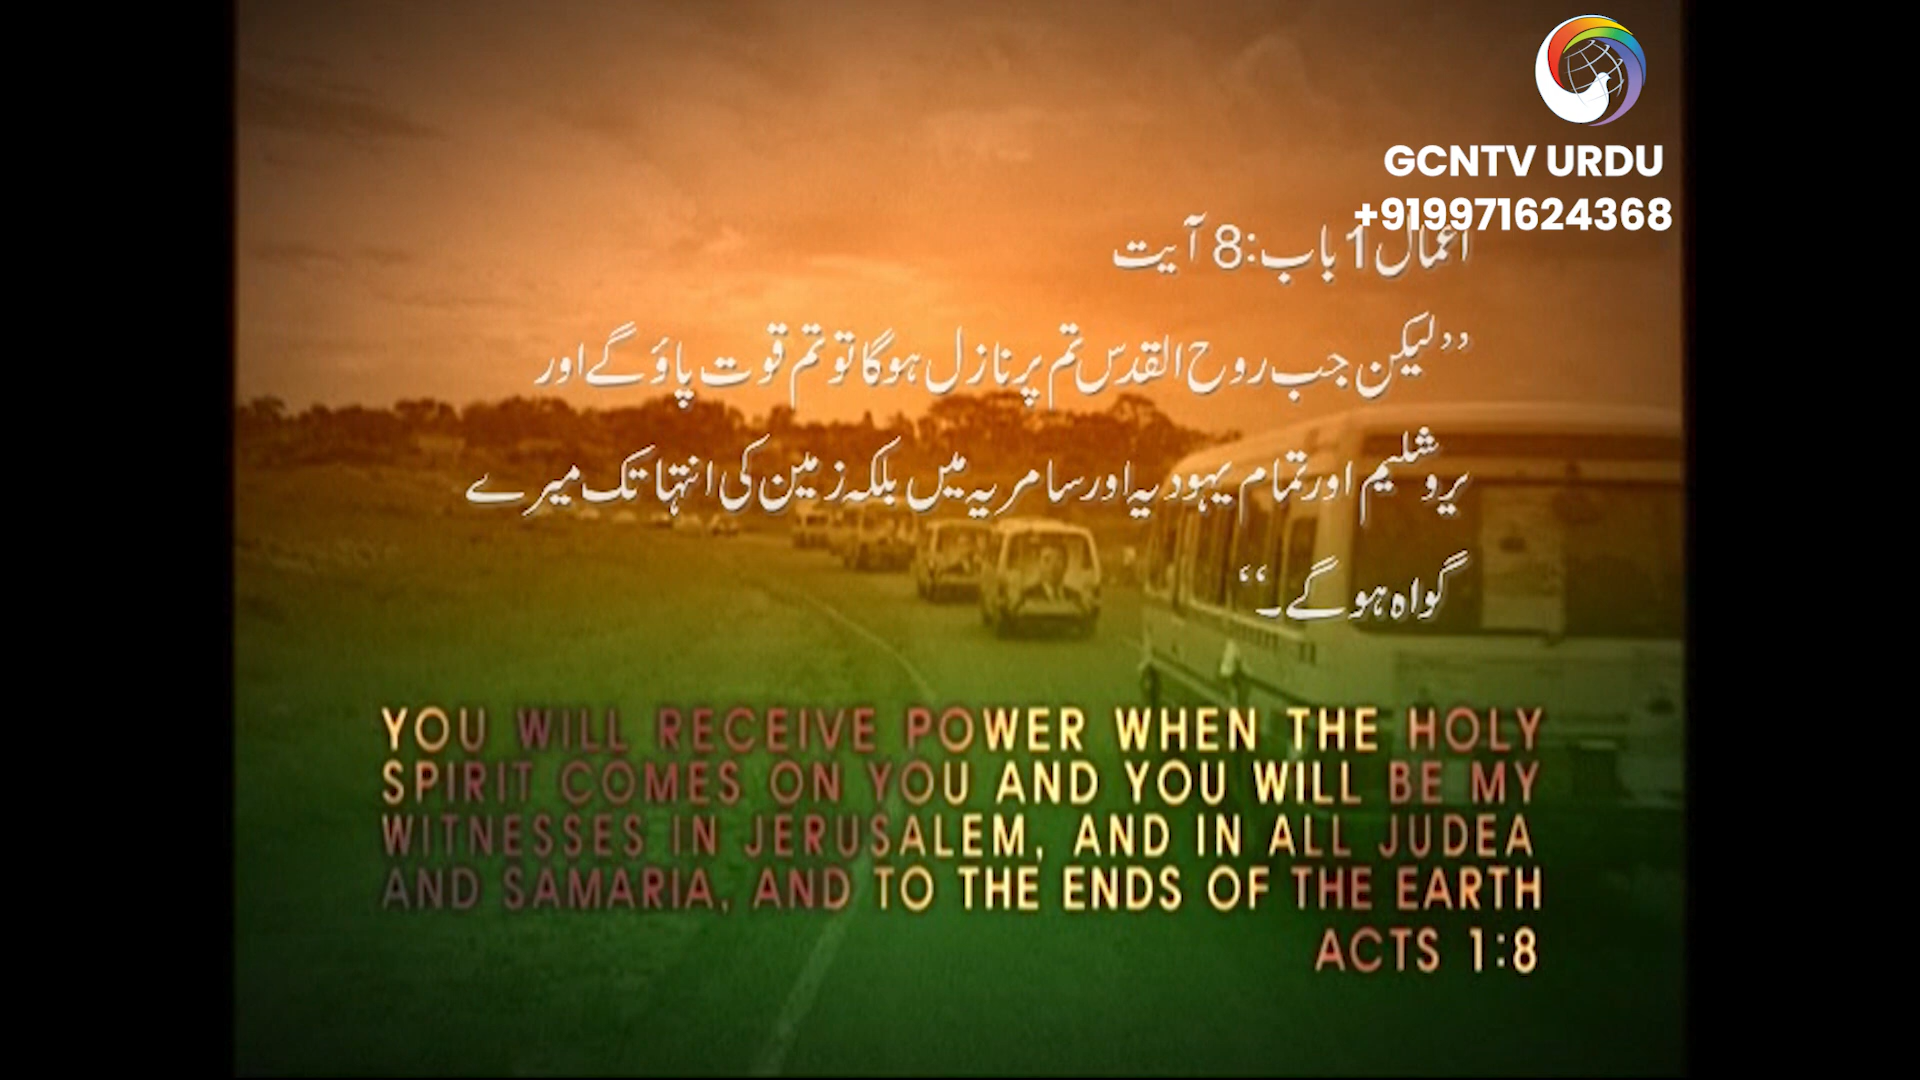 GCNTV URDU
+919971624368
اعمال 1 باب :8 آیت
”لیکن جب روح القدس تم پر نازل ہوگا تو تم قوت پاؤ گے اور
یروشلیم اور تمام یہودیہ اور سامریہ میں بلکہ زمین کی انتہا تک میرے
گواہ ہو گے۔“
YOU WILL RECEIVE POWER WHEN THE HOLY
SPIRIT COMES ON YOU AND YOU WILL BE MY
WITNESSES IN JERUSALEM, AND IN ALL JUDEA
AND SAMARIA, AND TO THE ENDS OF THE EARTH
ACTS 1:8